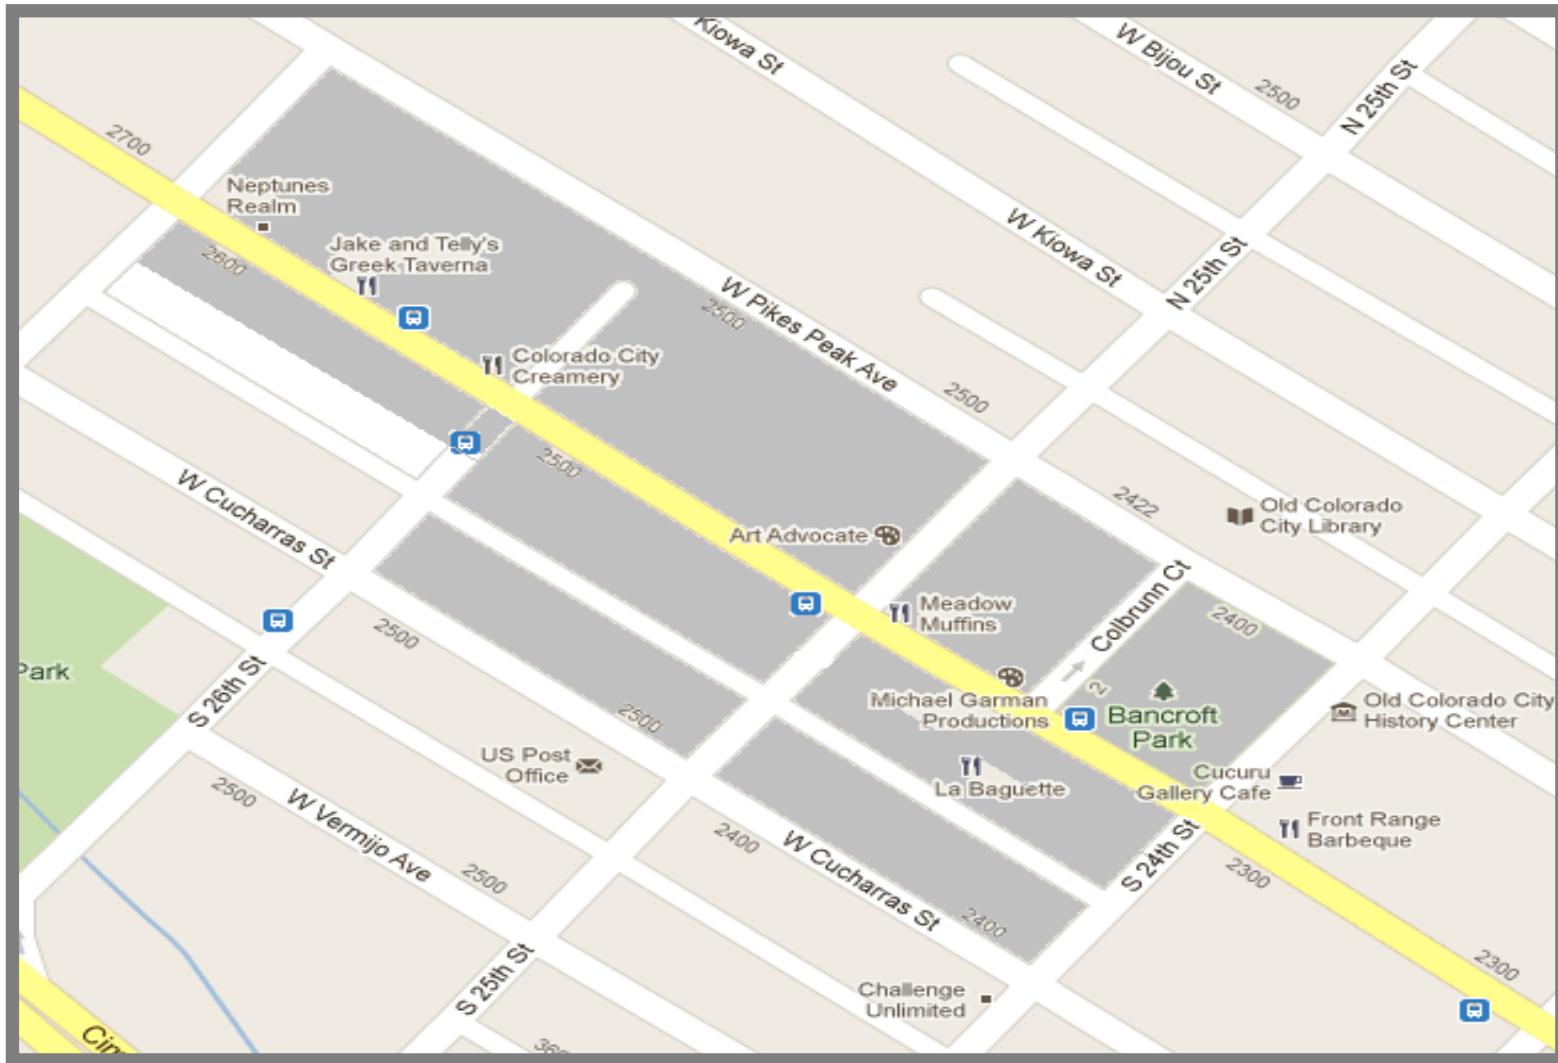 Kiowa St
W Bijou St
2500
N 25th St
2700
Neptunes
Realm
W Kiowa St
N 25th St
Jake and Telly's
Greek Taverna
2600
W Pikes Peak Ave
2500
2500
Colorado City
Creamery
2500
W Cucharras St
2422
Old Colorado
City Library
Art Advocate
Meadow
Muffins
Colbrunn Ct
2400
2500
Park
S 26th St
2500
Michael Garman
Productions
2
Bancroft
Park
Old Colorado City
History Center
US Post
Office
La Baguette
Cucuru
Gallery Cafe
Front Range
Barbeque
2500
W Vermijo Ave
2500
2400
W Cucharras St
2400
S 24th St
2300
S 25th St
2300
Challenge
Unlimited